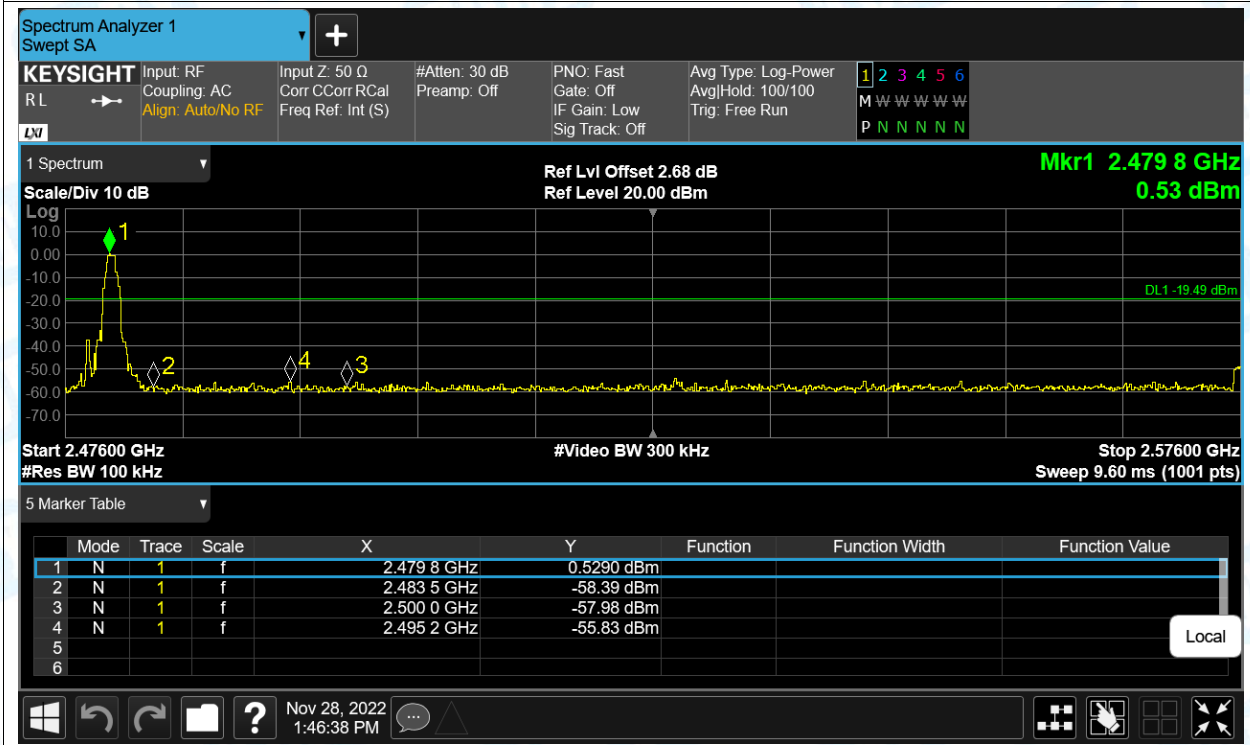 Spectrum Analyzer 1
Swept SA
+
KEYSIGHT
R L
LXI
Input: RF
Coupling: AC
Align: Auto/No RF
Input Z: 50 Ω
Corr CCorr RCal
Freq Ref: Int (S)
#Atten: 30 dB
Preamp: Off
PNO: Fast
Gate: Off
IF Gain: Low
Sig Track: Off
Avg Type: Log-Power
Avg|Hold: 100/100
Trig: Free Run
1 2 3 4 5 6
M W W W W W
P N N N N N
1 Spectrum
Scale/Div 10 dB
Ref Lvl Offset 2.68 dB
Ref Level 20.00 dBm
Mkr1 2.479 8 GHz
0.53 dBm
Log
10.0
0.00
-10.0
-20.0
-30.0
-40.0
-50.0
-60.0
-70.0
1
2
4
3
DL1 -19.49 dBm
Start 2.47600 GHz
#Res BW 100 kHz
#Video BW 300 kHz
Stop 2.57600 GHz
Sweep 9.60 ms (1001 pts)
5 Marker Table
Mode Trace Scale X Y Function Function Width Function Value
1 N 1 f 2.479 8 GHz 0.5290 dBm
2 N 1 f 2.483 5 GHz -58.39 dBm
3 N 1 f 2.500 0 GHz -57.98 dBm
4 N 1 f 2.495 2 GHz -55.83 dBm
5
6
Local
?
Nov 28, 2022
1:46:38 PM